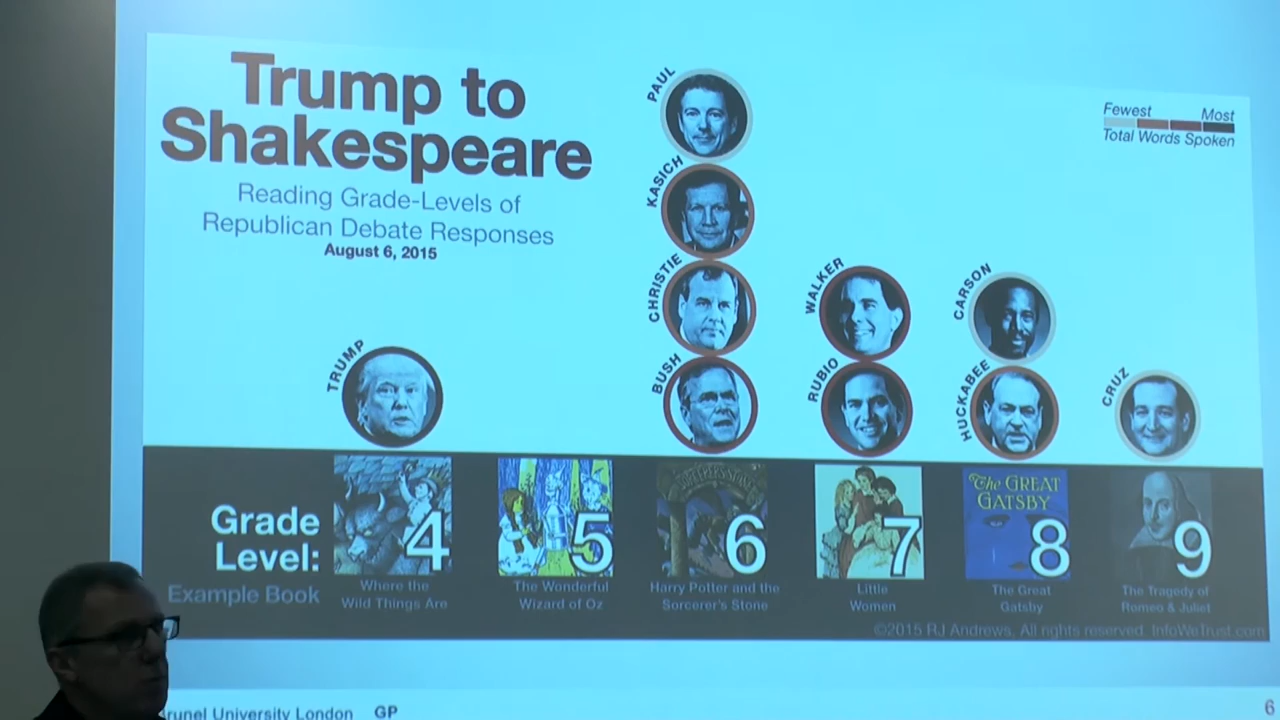 Trump to
Shakespeare
Reading Grade-Levels of
Republican Debate Responses
August 6, 2015
Fewest Most
Total Words Spoken
PAUL
KASICH
CHRISTIE
BUSH
WALKER
RUBIO
CARSON
HUCKABEE
CRUZ
TRUMP
Grade
Level:
Example Book
4
Where the
Wild Things Are
5
The Wonderful
Wizard of Oz
6
Harry Potter and the
Sorcerer's Stone
7
Little
Women
The GREAT
GATSBY
8
The Great
Gatsby
9
The Tragedy of
Romeo & Juliet
©2015 RJ Andrews. All rights reserved. InfoWeTrust.com
University London GP
6